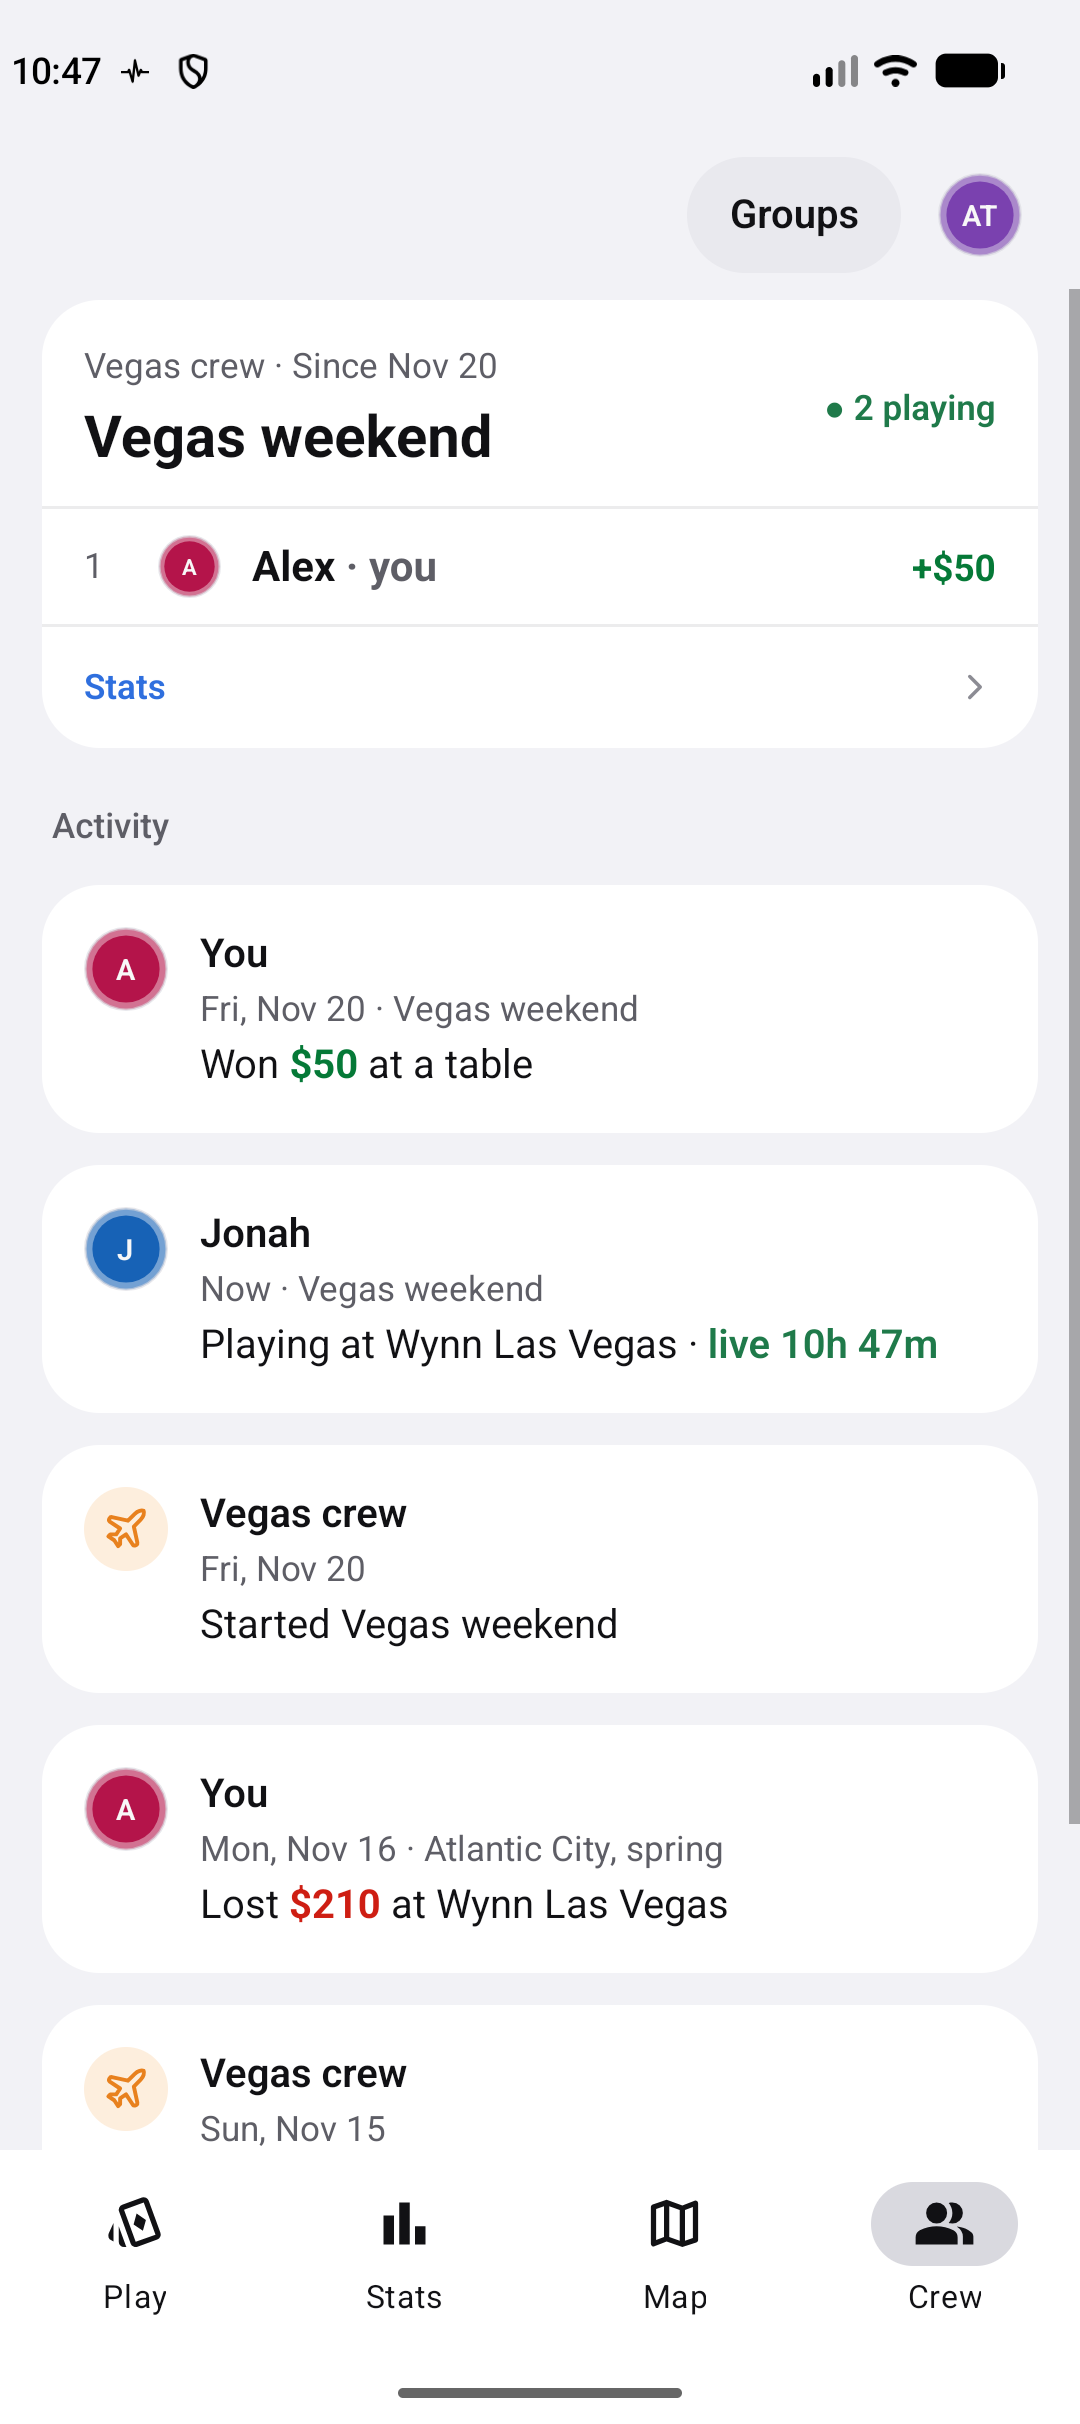 10:47
Groups
AT
Vegas crew · Since Nov 20
Vegas weekend
2 playing
1
A
Alex · you
+$50
Stats
Activity
A
You
Fri, Nov 20 · Vegas weekend
Won $50 at a table
J
Jonah
Now · Vegas weekend
Playing at Wynn Las Vegas · live 10h 47m
Vegas crew
Fri, Nov 20
Started Vegas weekend
A
You
Mon, Nov 16 · Atlantic City, spring
Lost $210 at Wynn Las Vegas
Vegas crew
Sun, Nov 15
Play
Stats
Map
Crew